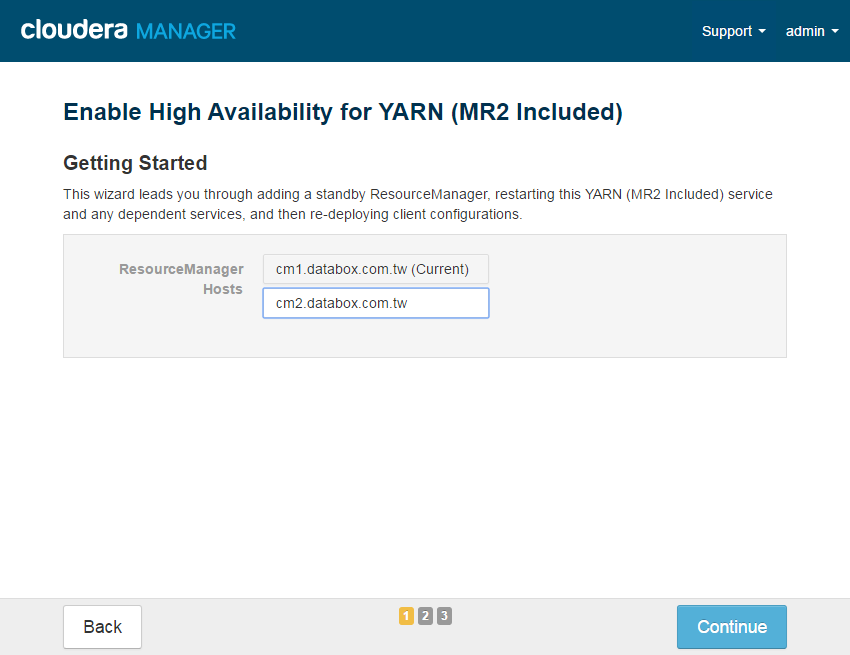 cloudera MANAGER
Support
admin
Enable High Availability for YARN (MR2 Included)
Getting Started
This wizard leads you through adding a standby ResourceManager, restarting this YARN (MR2 Included) service
and any dependent services, and then re-deploying client configurations.
ResourceManager
Hosts
cm1.databox.com.tw (Current)
cm2.databox.com.tw
Back
1 2 3
Continue